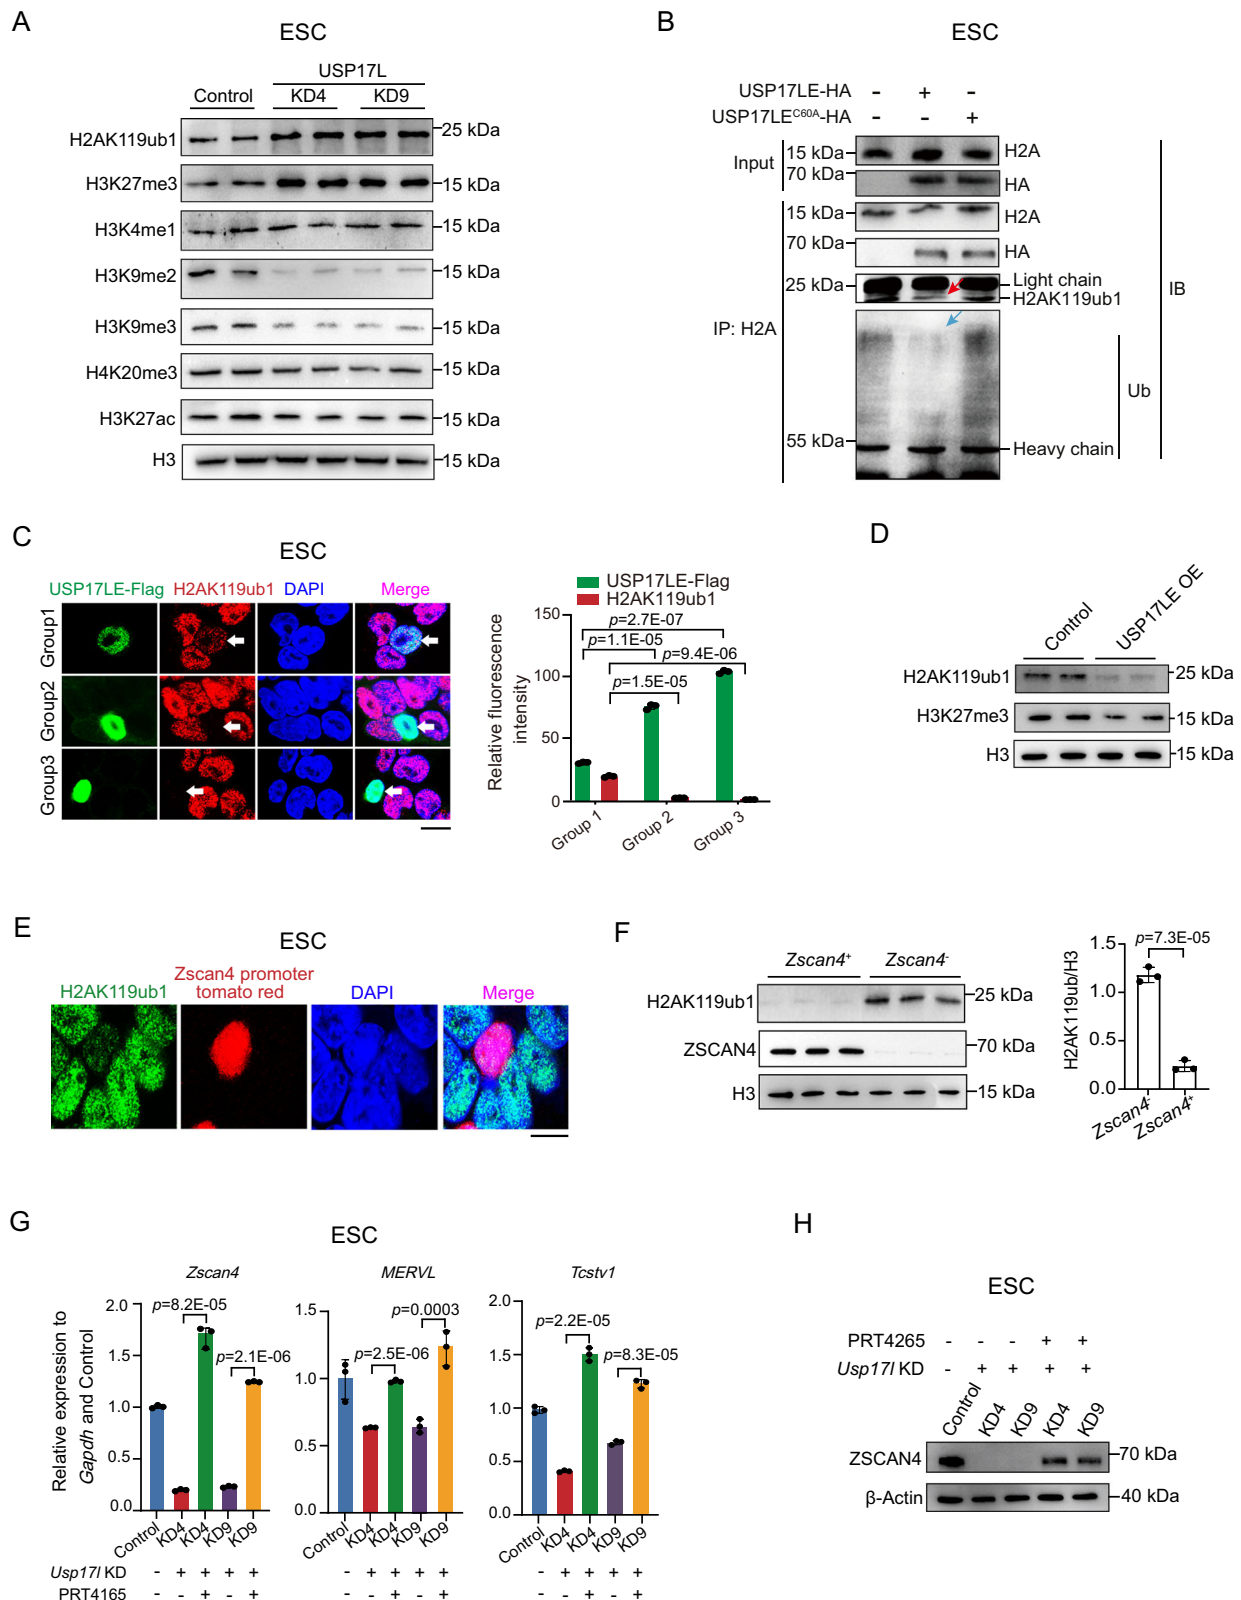 A
ESC
USP17L
Control KD4 KD9
H2AK119ub1 25 kDa
H3K27me3 15 kDa
H3K4me1 15 kDa
H3K9me2 15 kDa
H3K9me3 15 kDa
H4K20me3 15 kDa
H3K27ac 15 kDa
H3 15 kDa
B
ESC
USP17LE-HA - + -
USP17LE^C60A-HA - - +
Input 15 kDa H2A
70 kDa HA
15 kDa H2A
70 kDa HA
25 kDa Light chain
H2AK119ub1
IP: H2A
IB
Ub
55 kDa Heavy chain
C
ESC
USP17LE-Flag H2AK119ub1 DAPI Merge
Group1
Group2
Group3
USP17LE-Flag
H2AK119ub1
Relative fluorescence
intensity
150
100
50
0
p=2.7E-07
p=1.1E-05
p=9.4E-06
p=1.5E-05
Group 1 Group 2 Group 3
D
Control USP17LE OE
H2AK119ub1 25 kDa
H3K27me3 15 kDa
H3 15 kDa
E
ESC
H2AK119ub1 Zscan4 promoter
tomato red DAPI Merge
F
Zscan4+ Zscan4-
H2AK119ub1 25 kDa
ZSCAN4 70 kDa
H3 15 kDa
H2AK119ub/H3
p=7.3E-05
1.5
1.0
0.5
0.0
Zscan4- Zscan4+
G
ESC
Relative expression to
Gapdh and Control
Zscan4
2.0
1.5
1.0
0.5
0.0
p=8.2E-05
p=2.1E-06
Control KD4 KD4 KD9 KD9
MERVL
1.5
1.0
0.5
0.0
p=0.0003
p=2.5E-06
Control KD4 KD4 KD9 KD9
Tcstv1
2.0
1.5
1.0
0.5
0.0
p=2.2E-05
p=8.3E-05
Control KD4 KD4 KD9 KD9
Usp17l KD - + + + + - + + + + - + + + +
PRT4165 - - + - + - - + - + - - + - +
H
ESC
PRT4265 - - - + +
Usp17l KD - + + + +
Control KD4 KD9 KD4 KD9
ZSCAN4 70 kDa
β-Actin 40 kDa